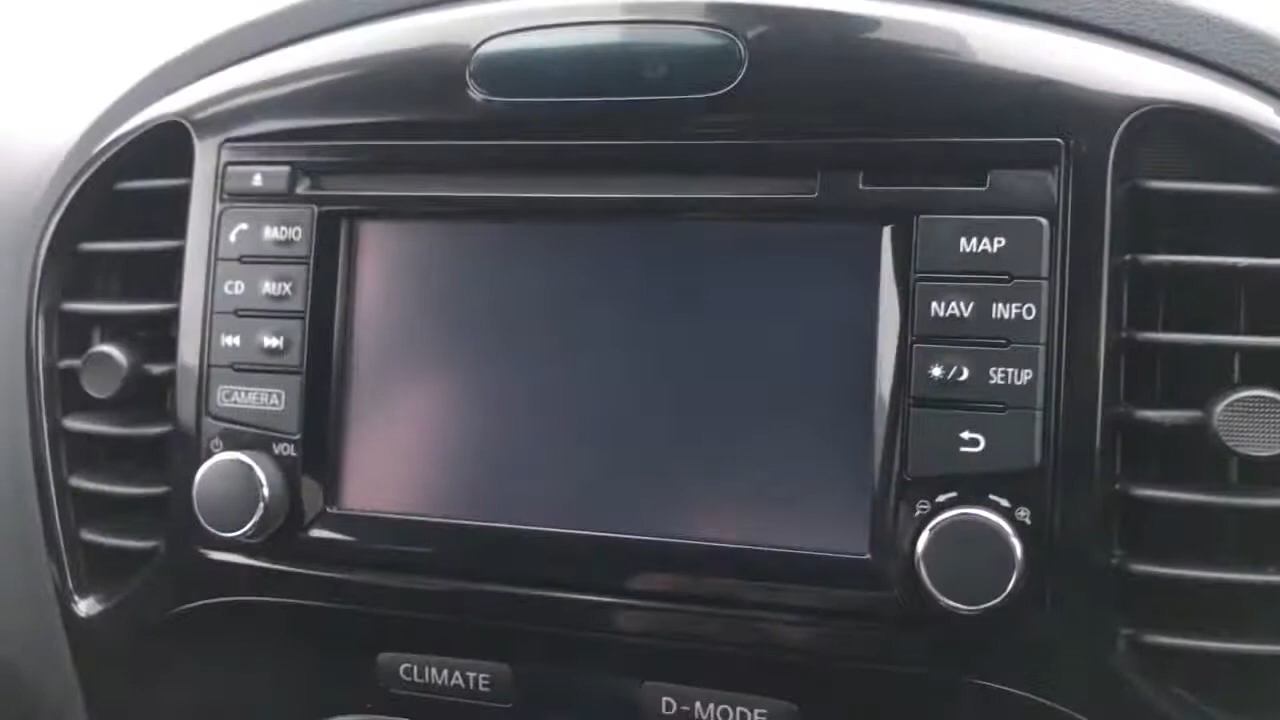 RADIO
CD AUX
CAMERA
VOL
MAP
NAV INFO
SETUP
CLIMATE
D-MODE